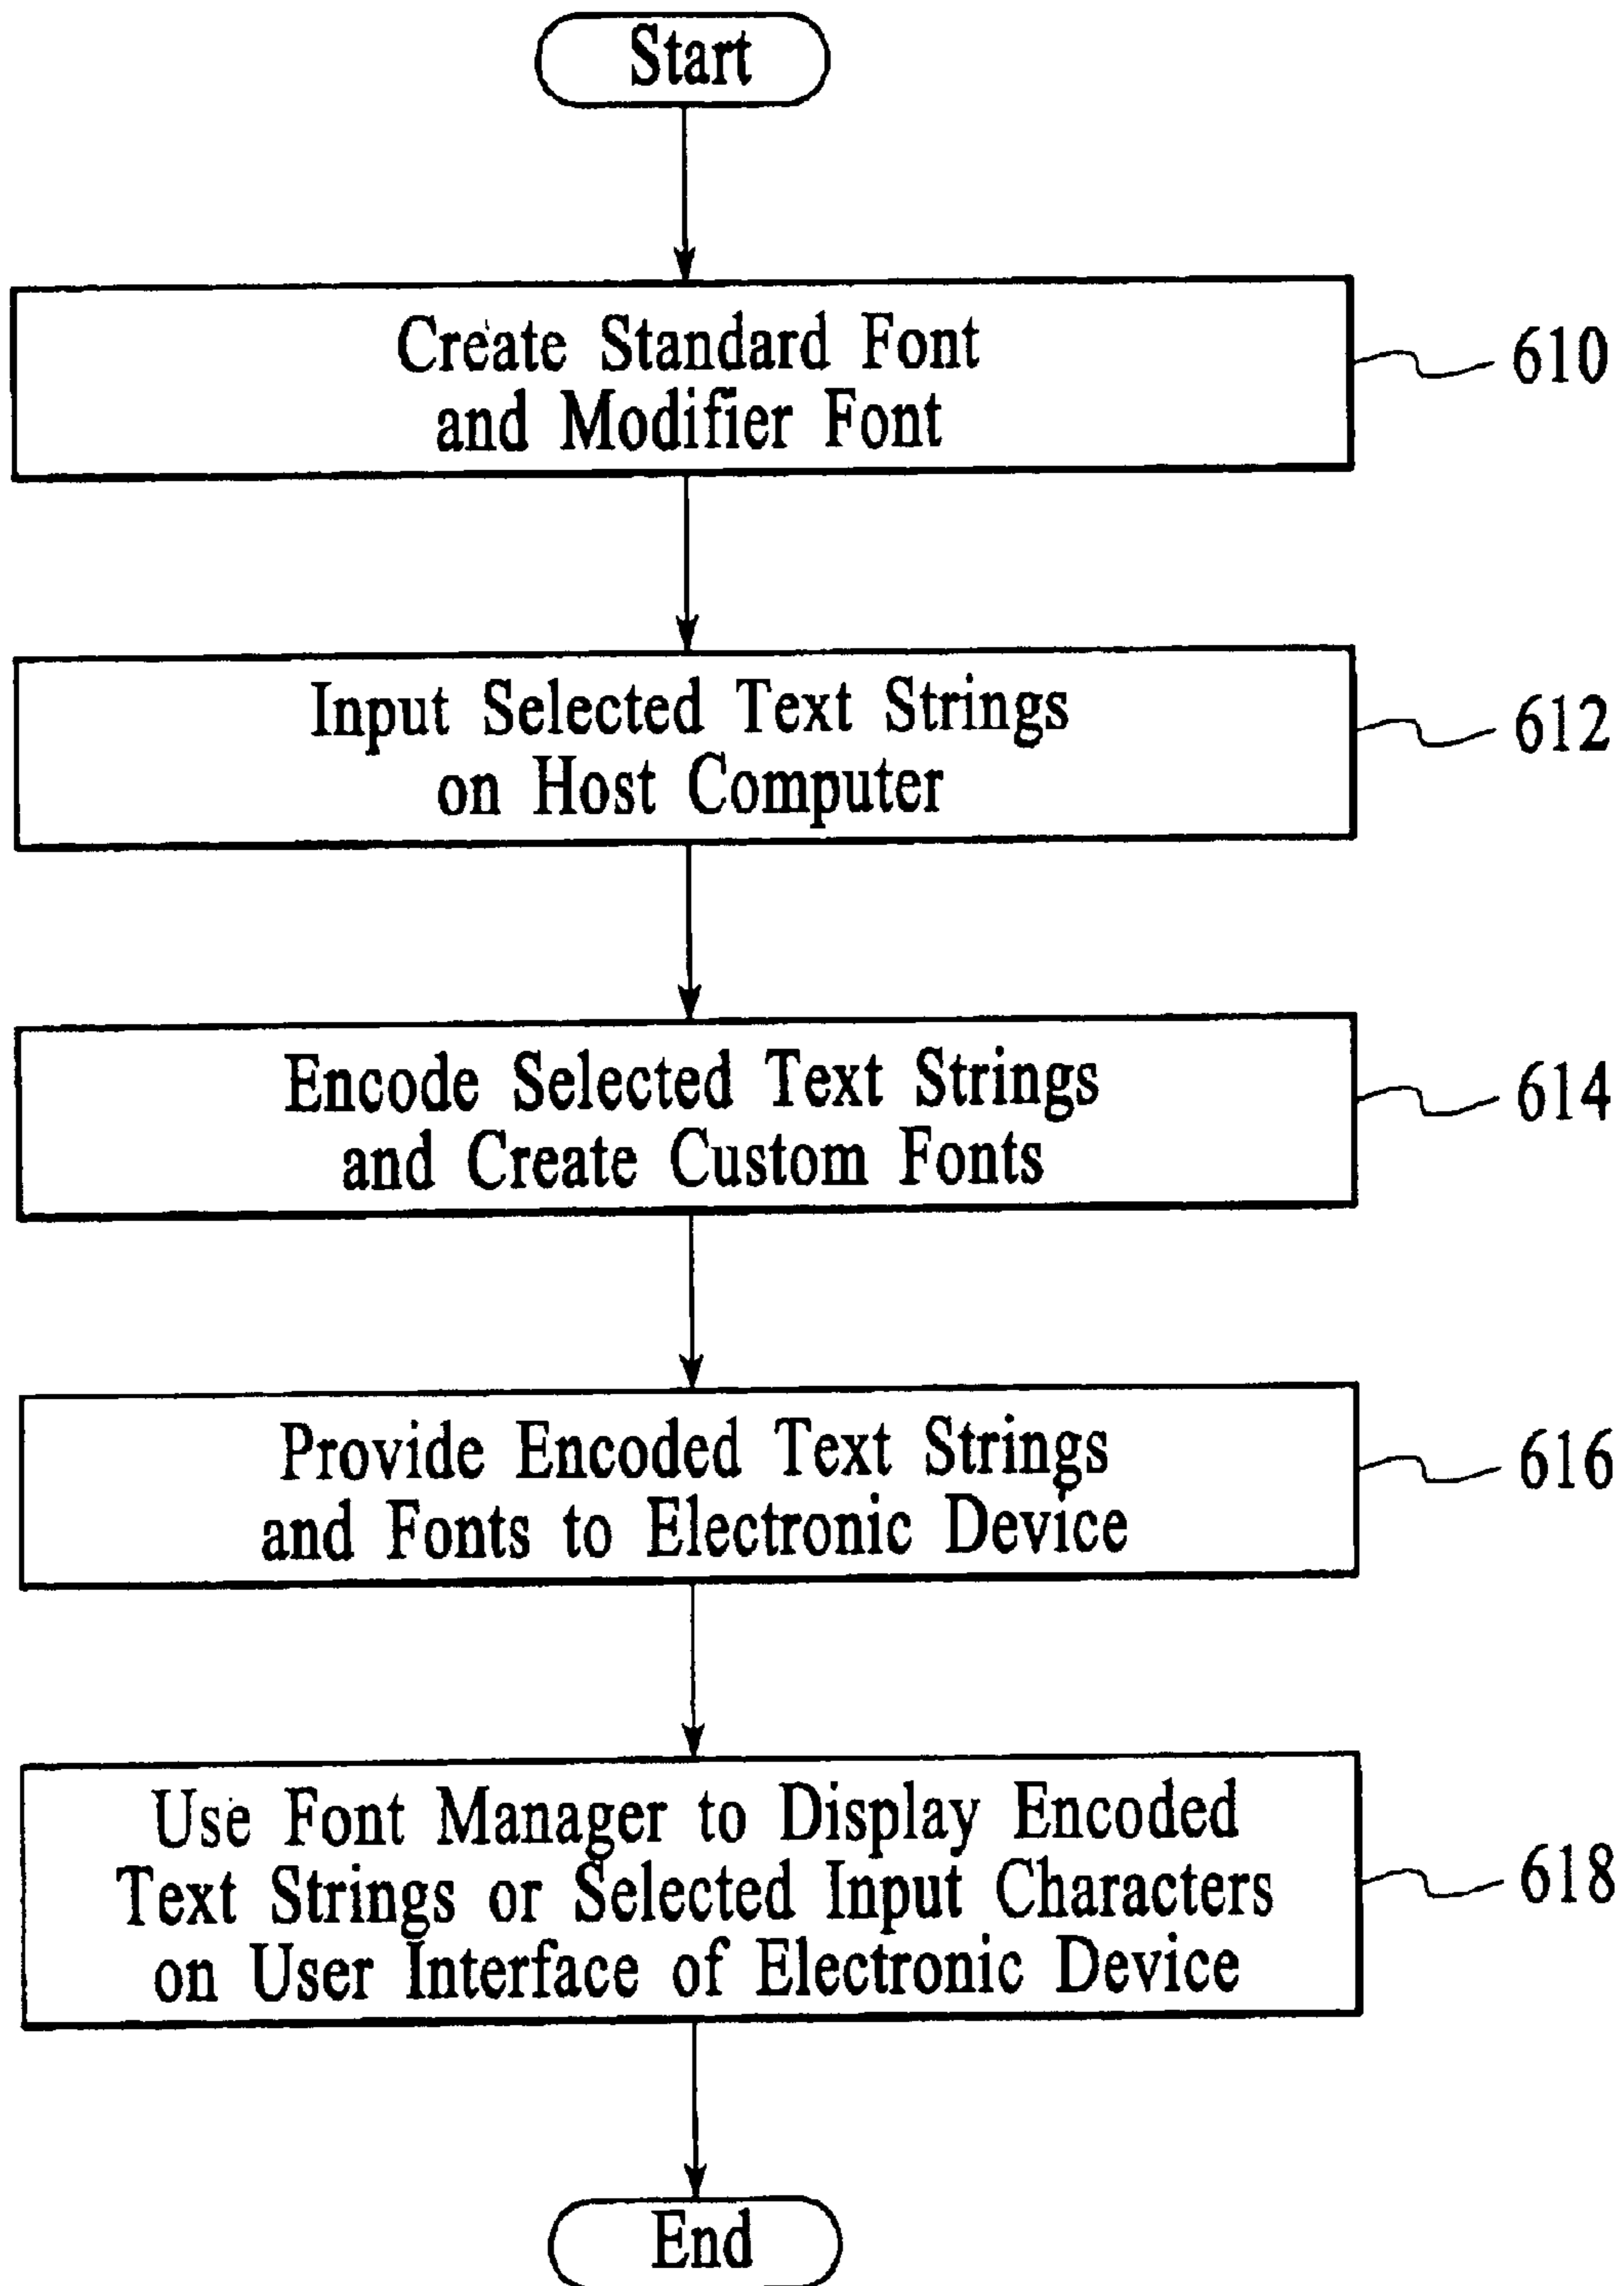 Start
Create Standard Font
and Modifier Font
610
Input Selected Text Strings
on Host Computer
612
Encode Selected Text Strings
and Create Custom Fonts
614
Provide Encoded Text Strings
and Fonts to Electronic Device
616
Use Font Manager to Display Encoded
Text Strings or Selected Input Characters
on User Interface of Electronic Device
618
End